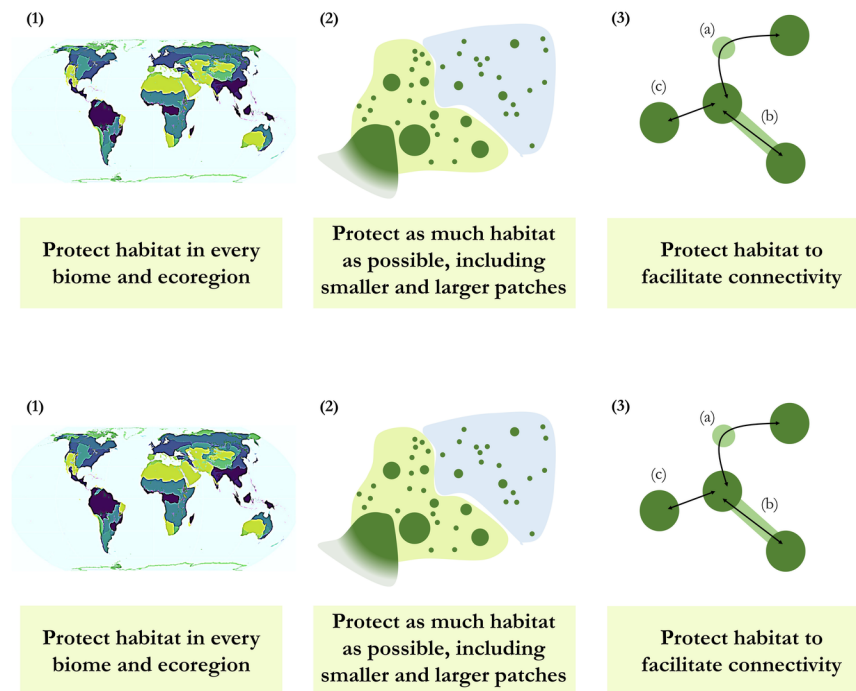 (1)
(2)
(3)
(a)
(c)
(b)
Protect habitat in every
biome and ecoregion
Protect as much habitat
as possible, including
smaller and larger patches
Protect habitat to
facilitate connectivity
(1)
(2)
(3)
(a)
(c)
(b)
Protect habitat in every
biome and ecoregion
Protect as much habitat
as possible, including
smaller and larger patches
Protect habitat to
facilitate connectivity